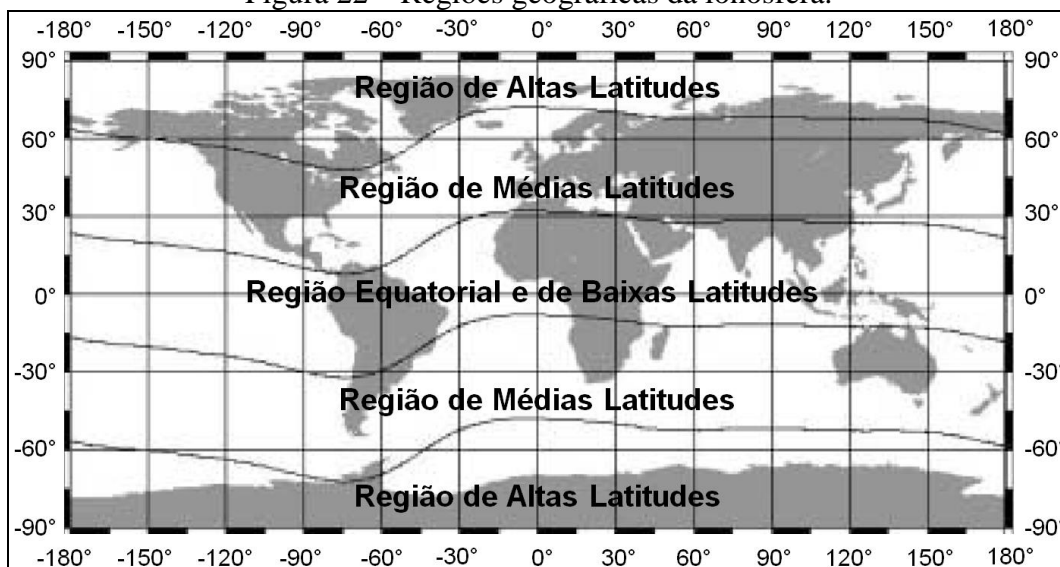 Figura 22 – Regiões geográficas da ionosfera.
-180° -150° -120° -90° -60° -30° 0° 30° 60° 90° 120° 150° 180°
90° 90°
Região de Altas Latitudes
60° 60°
Região de Médias Latitudes
30° 30°
Região Equatorial e de Baixas Latitudes
0° 0°
-30° -30°
Região de Médias Latitudes
-60° -60°
Região de Altas Latitudes
-90° -90°
-180° -150° -120° -90° -60° -30° 0° 30° 60° 90° 120° 150° 180°